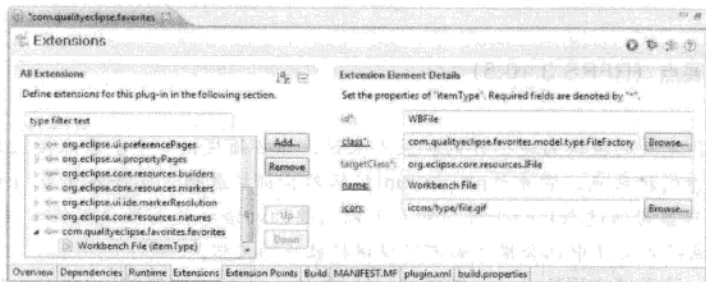 *com.qualityeclipse.favorites
Extensions
All Extensions
Define extensions for this plug-in in the following section.
type filter text
org.eclipse.ui.preferencePages
org.eclipse.ui.propertyPages
org.eclipse.core.resources.builders
org.eclipse.core.resources.markers
org.eclipse.ui.ide.markerResolution
org.eclipse.core.resources.natures
com.qualityeclipse.favorites.favorites
Workbench File (itemType)
Add...
Remove
Up
Down
Extension Element Details
Set the properties of "itemType". Required fields are denoted by "*".
id*: WBFile
class*: com.qualityeclipse.favorites.model.type.FileFactory Browse...
targetClass*: org.eclipse.core.resources.IFile
name: Workbench File
icon: icons/type/file.gif Browse...
Overview Dependencies Runtime Extensions Extension Points Build MANIFEST.MF plugin.xml build.properties